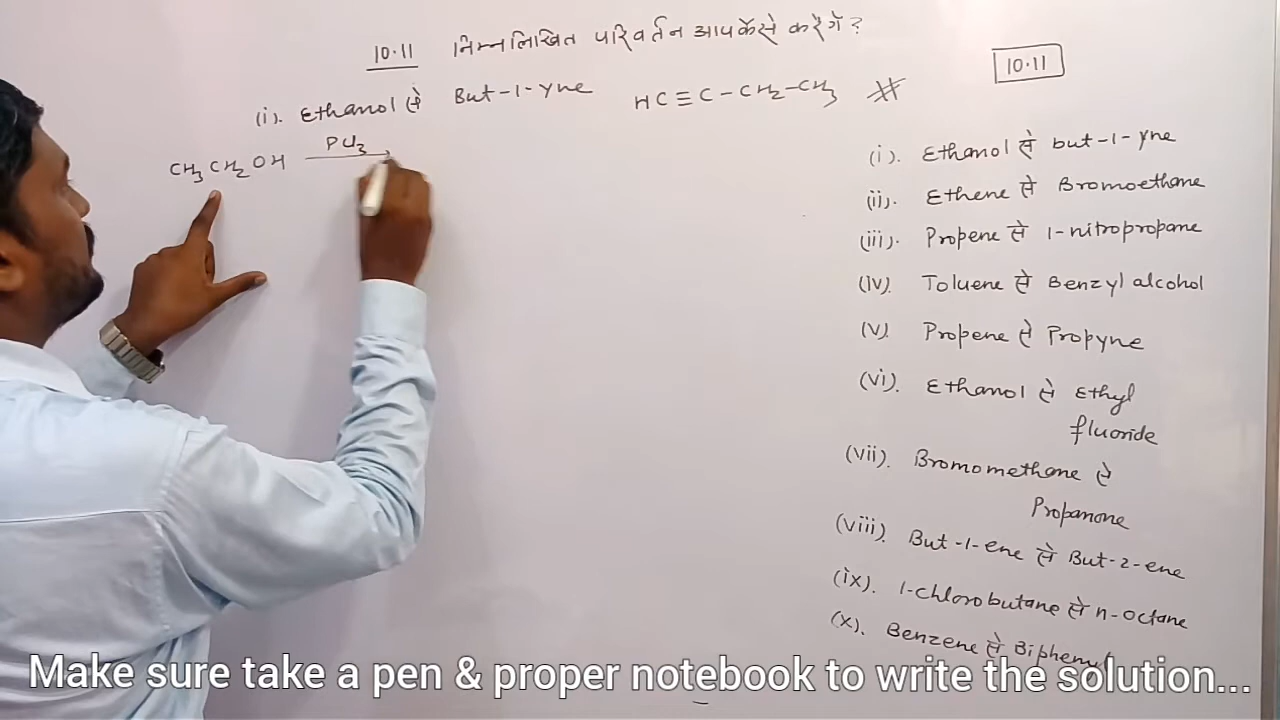 10.11 निम्नलिखित परिवर्तन आप कैसे करेंगे?
10.11
(i). Ethanol से But-1-yne HC≡C-CH2-CH3
CH3CH2OH PCl3
(i). Ethanol से but-1-yne
(ii). Ethene से Bromoethane
(iii). Propene से 1-nitropropane
(iv). Toluene से Benzyl alcohol
(v). Propene से Propyne
(vi). Ethanol से Ethyl
fluoride
(vii). Bromomethane से
Propanone
(viii). But-1-ene से But-2-ene
(ix). 1-chlorobutane से n-octane
(x). Benzene से Biphenyl
Make sure take a pen & proper notebook to write the solution...